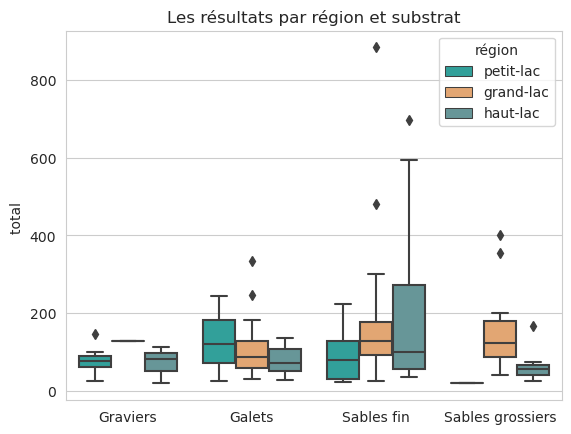 Les résultats par région et substrat
région
petit-lac
grand-lac
haut-lac
total
800
600
400
200
0
Graviers
Galets
Sables fin
Sables grossiers